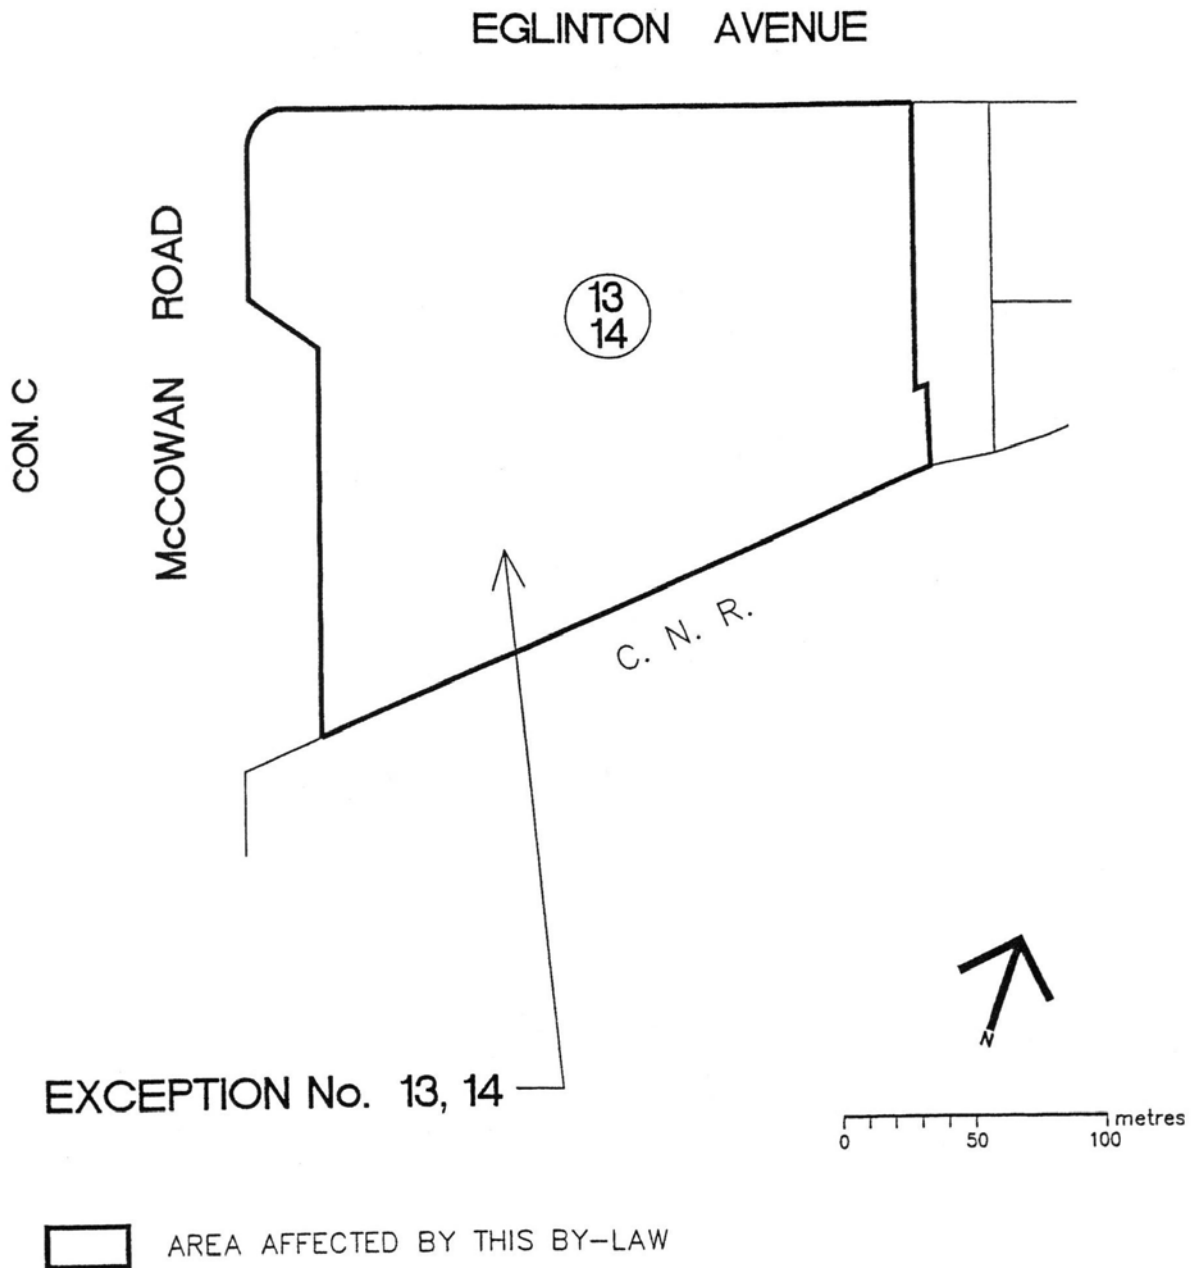 EGLINTON AVENUE
CON. C
McCOWAN ROAD
13
14
C. N. R.
N
EXCEPTION No. 13, 14
metres
0 50 100
AREA AFFECTED BY THIS BY-LAW